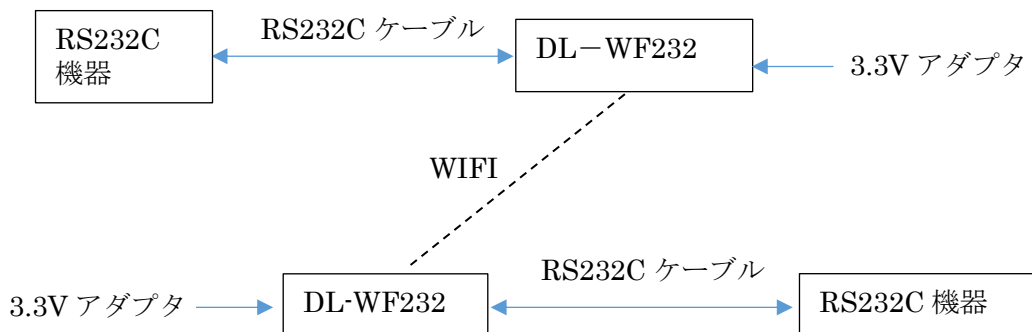 RS232C
機器
RS232C ケーブル
DL－WF232
3.3V アダプタ
WIFI
3.3V アダプタ
DL-WF232
RS232C ケーブル
RS232C 機器